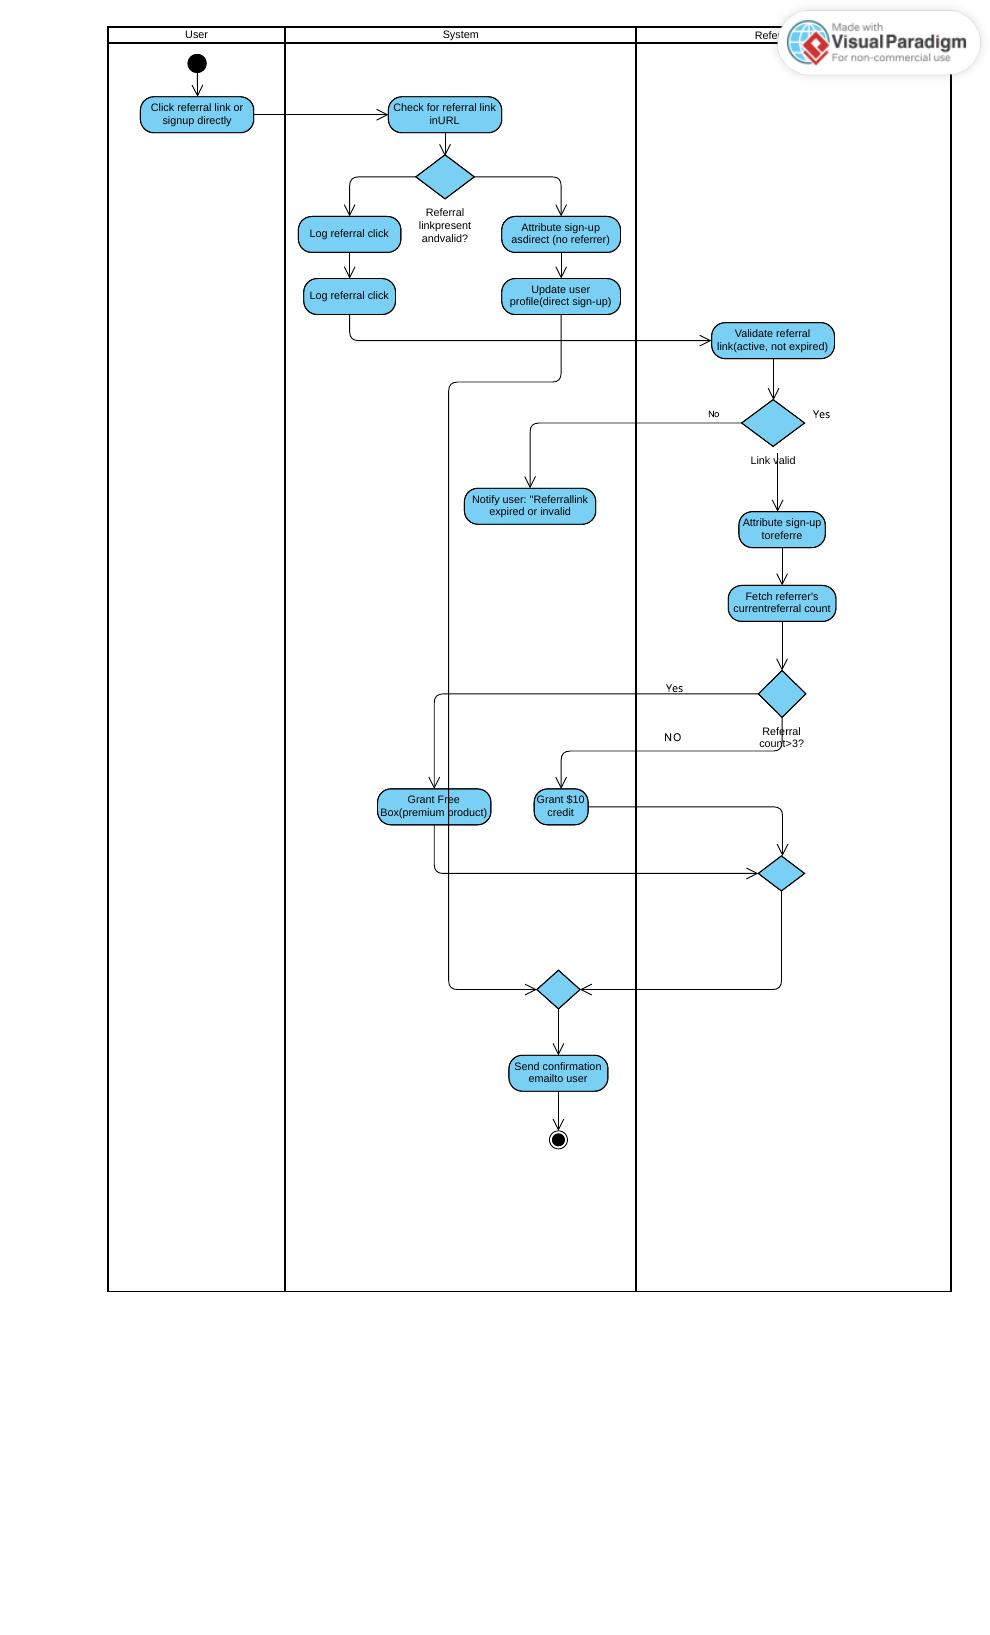 User
System
Made with
VisualParadigm
For non-commercial use
Click referral link or
signup directly
Check for referral link
inURL
Referral
linkpresent
andvalid?
Log referral click
Attribute sign-up
asdirect (no referrer)
Log referral click
Update user
profile(direct sign-up)
Validate referral
link(active, not expired)
No
Yes
Link valid
Notify user: "Referrallink
expired or invalid
Attribute sign-up
toreferre
Fetch referrer's
currentreferral count
Yes
Referral
count>3?
NO
Grant Free
Box(premium product)
Grant $10
credit
Send confirmation
emailto user